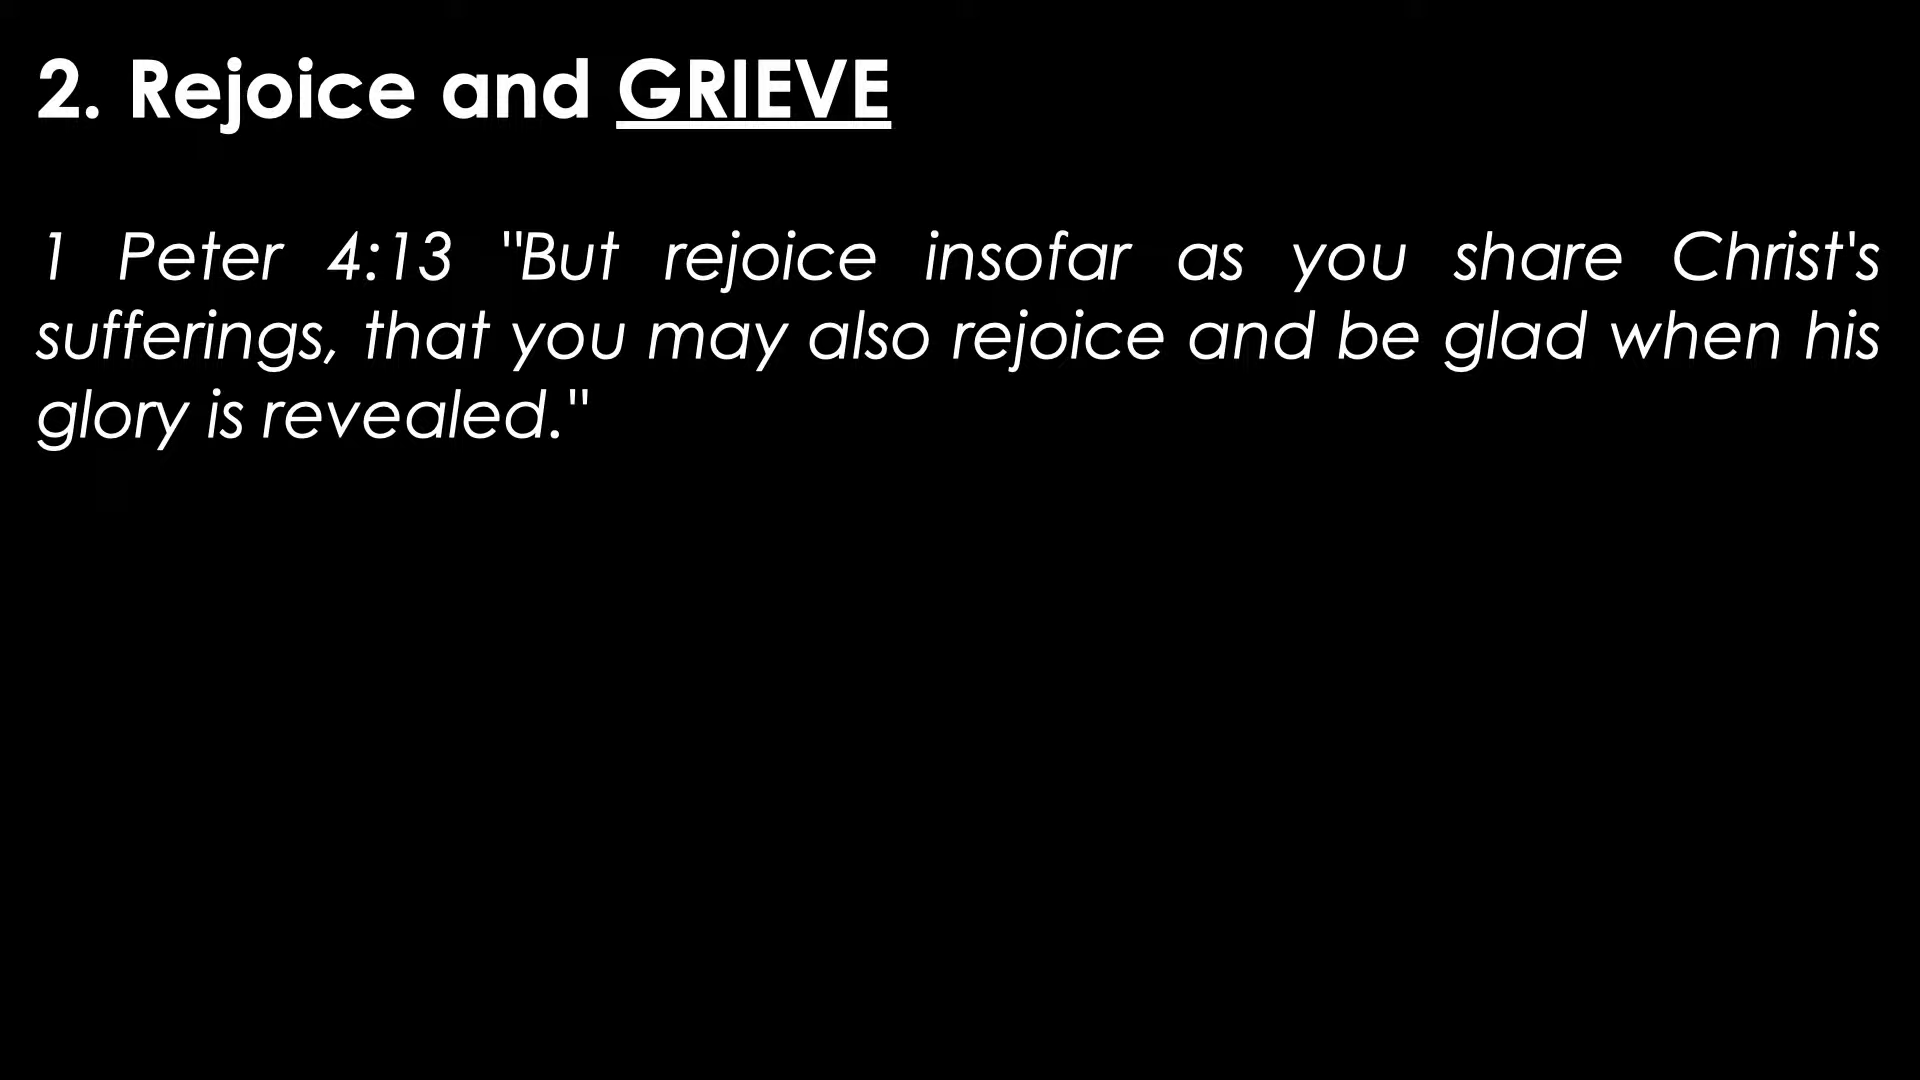 2. Rejoice and GRIEVE
1 Peter 4:13 "But rejoice insofar as you share Christ's
sufferings, that you may also rejoice and be glad when his
glory is revealed."